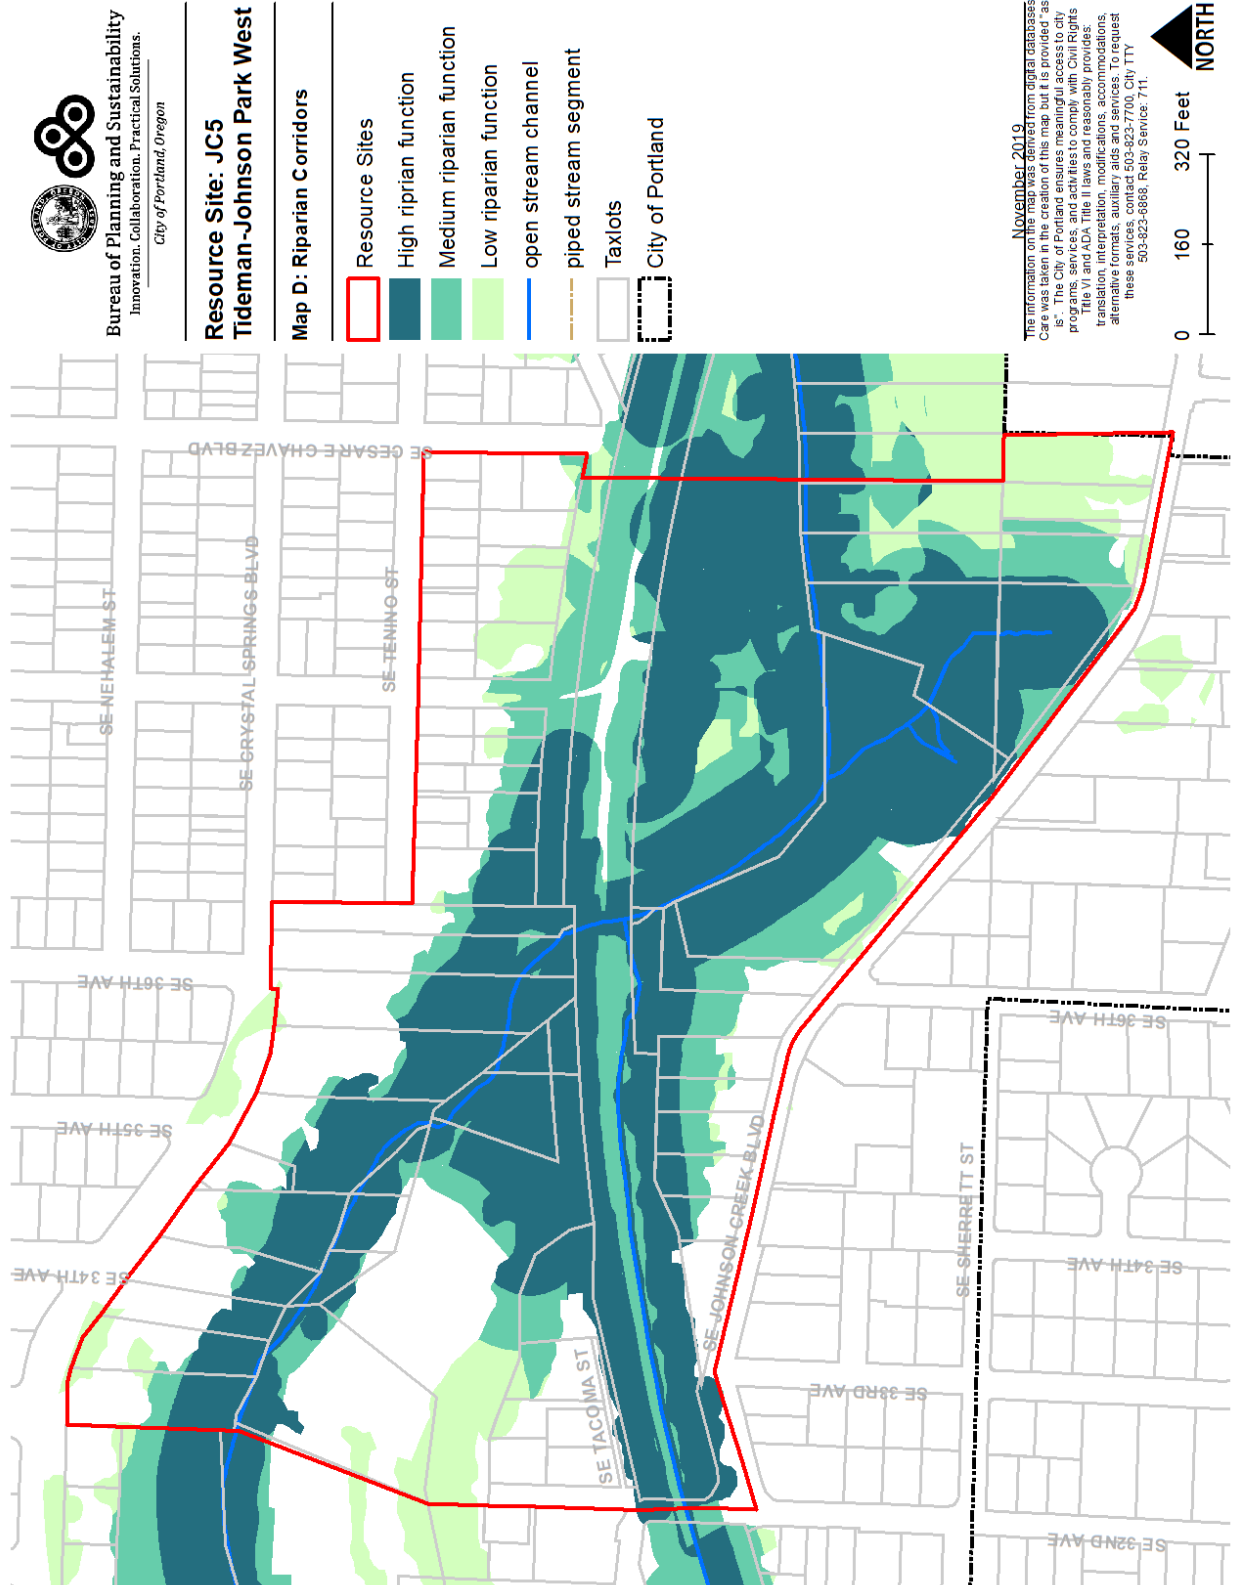 Bureau of Planning and Sustainability
Innovation. Collaboration. Practical Solutions.
City of Portland, Oregon
Resource Site: JC5
Tideman-Johnson Park West
Map D: Riparian Corridors
Resource Sites
High riprian function
Medium riparian function
Low riparian function
open stream channel
piped stream segment
Taxlots
City of Portland
November 2019
The information on the map was derived from digital databases
Care was taken in the creation of this map but it is provided "as
is". The City of Portland ensures meaningful access to city
programs, services, and activities to comply with Civil Rights
Title VI and ADA Title II laws and reasonably provides:
translation, interpretation, modifications, accommodations,
alternative formats, auxiliary aids and services. To request
these services, contact 503-823-7700, City TTY
503-823-6868, Relay Service: 711.
0 160 320 Feet
NORTH
SE NEHALEM ST
SE CRYSTAL SPRINGS BLVD
SE TENINO ST
SE CESAR E CHAVEZ BLVD
SE 36TH AVE
SE 35TH AVE
SE 34TH AVE
SE TACOMA ST
SE JOHNSON CREEK BLVD
SE SHERRETT ST
SE 36TH AVE
SE 34TH AVE
SE 33RD AVE
SE 32ND AVE